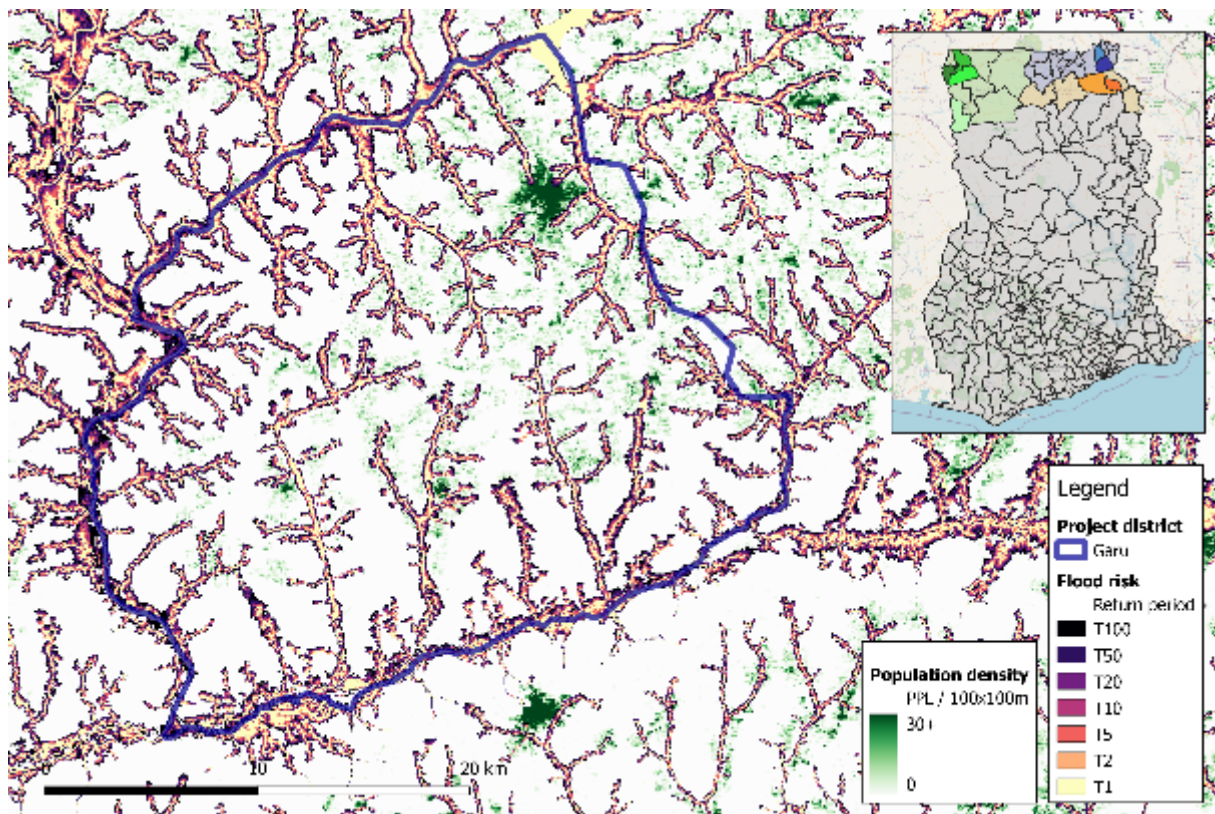 Legend
Project district
Garu
Flood risk
Return period
T100
T50
T20
T10
T5
T2
T1
Population density
PPL / 100x100m
30+
0
0
10
20 km